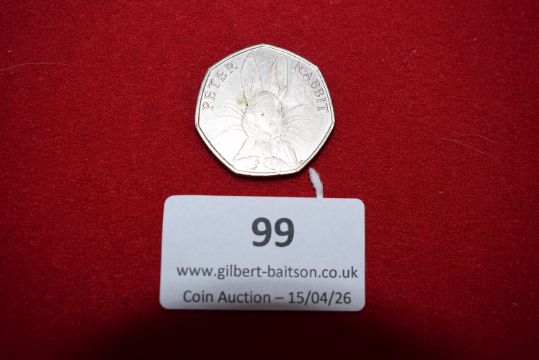 PETER RABBIT
99
www.gilbert-baitson.co.uk
Coin Auction – 15/04/26